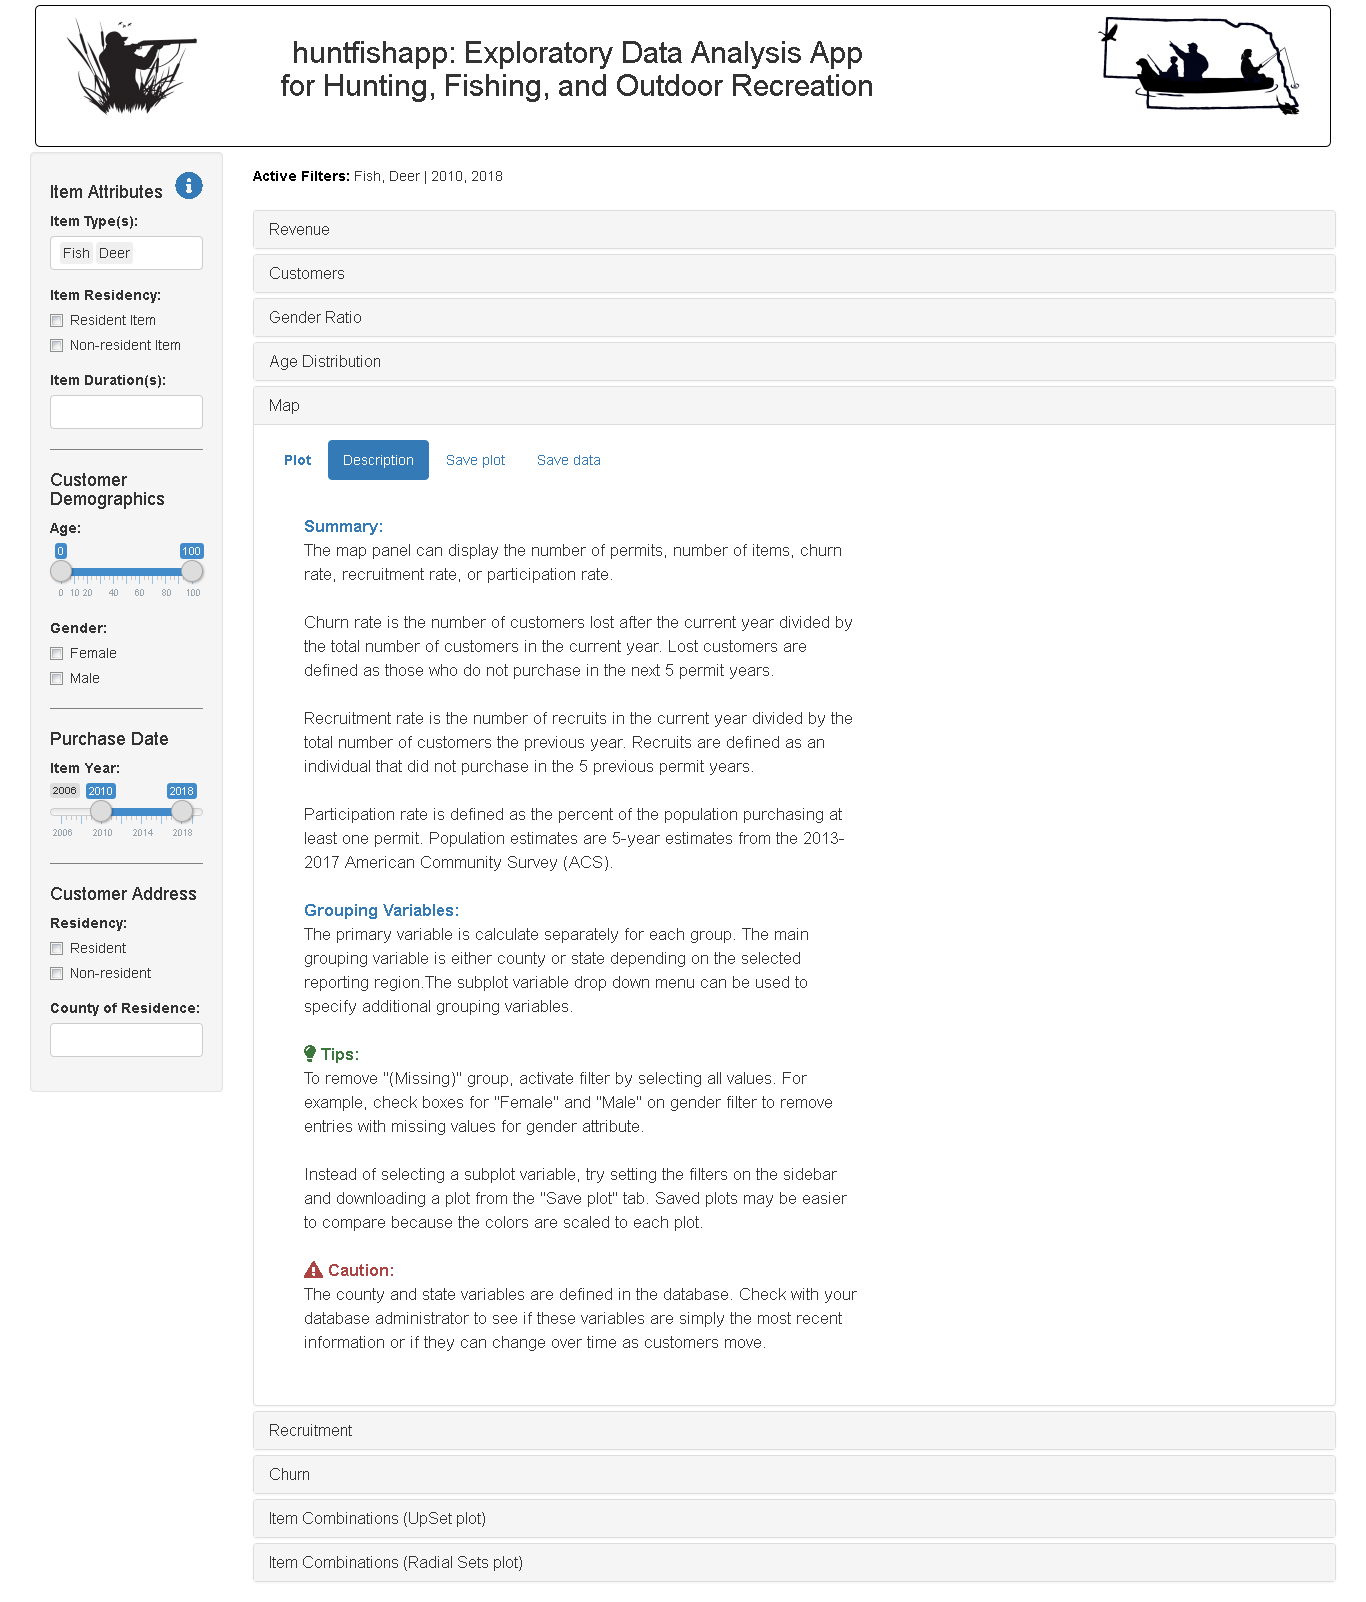 huntfishapp: Exploratory Data Analysis App
for Hunting, Fishing, and Outdoor Recreation
Item Attributes
Item Type(s):
Fish Deer
Item Residency:
Resident Item
Non-resident Item
Item Duration(s):
Customer
Demographics
Age:
0 100
0 10 20 40 60 80 100
Gender:
Female
Male
Purchase Date
Item Year:
2006 2010 2018
2006 2010 2014 2018
Customer Address
Residency:
Resident
Non-resident
County of Residence:
Active Filters: Fish, Deer | 2010, 2018
Revenue
Customers
Gender Ratio
Age Distribution
Map
Plot Description Save plot Save data
Summary:
The map panel can display the number of permits, number of items, churn
rate, recruitment rate, or participation rate.
Churn rate is the number of customers lost after the current year divided by
the total number of customers in the current year. Lost customers are
defined as those who do not purchase in the next 5 permit years.
Recruitment rate is the number of recruits in the current year divided by the
total number of customers the previous year. Recruits are defined as an
individual that did not purchase in the 5 previous permit years.
Participation rate is defined as the percent of the population purchasing at
least one permit. Population estimates are 5-year estimates from the 2013-
2017 American Community Survey (ACS).
Grouping Variables:
The primary variable is calculate separately for each group. The main
grouping variable is either county or state depending on the selected
reporting region.The subplot variable drop down menu can be used to
specify additional grouping variables.
Tips:
To remove "(Missing)" group, activate filter by selecting all values. For
example, check boxes for "Female" and "Male" on gender filter to remove
entries with missing values for gender attribute.
Instead of selecting a subplot variable, try setting the filters on the sidebar
and downloading a plot from the "Save plot" tab. Saved plots may be easier
to compare because the colors are scaled to each plot.
Caution:
The county and state variables are defined in the database. Check with your
database administrator to see if these variables are simply the most recent
information or if they can change over time as customers move.
Recruitment
Churn
Item Combinations (UpSet plot)
Item Combinations (Radial Sets plot)